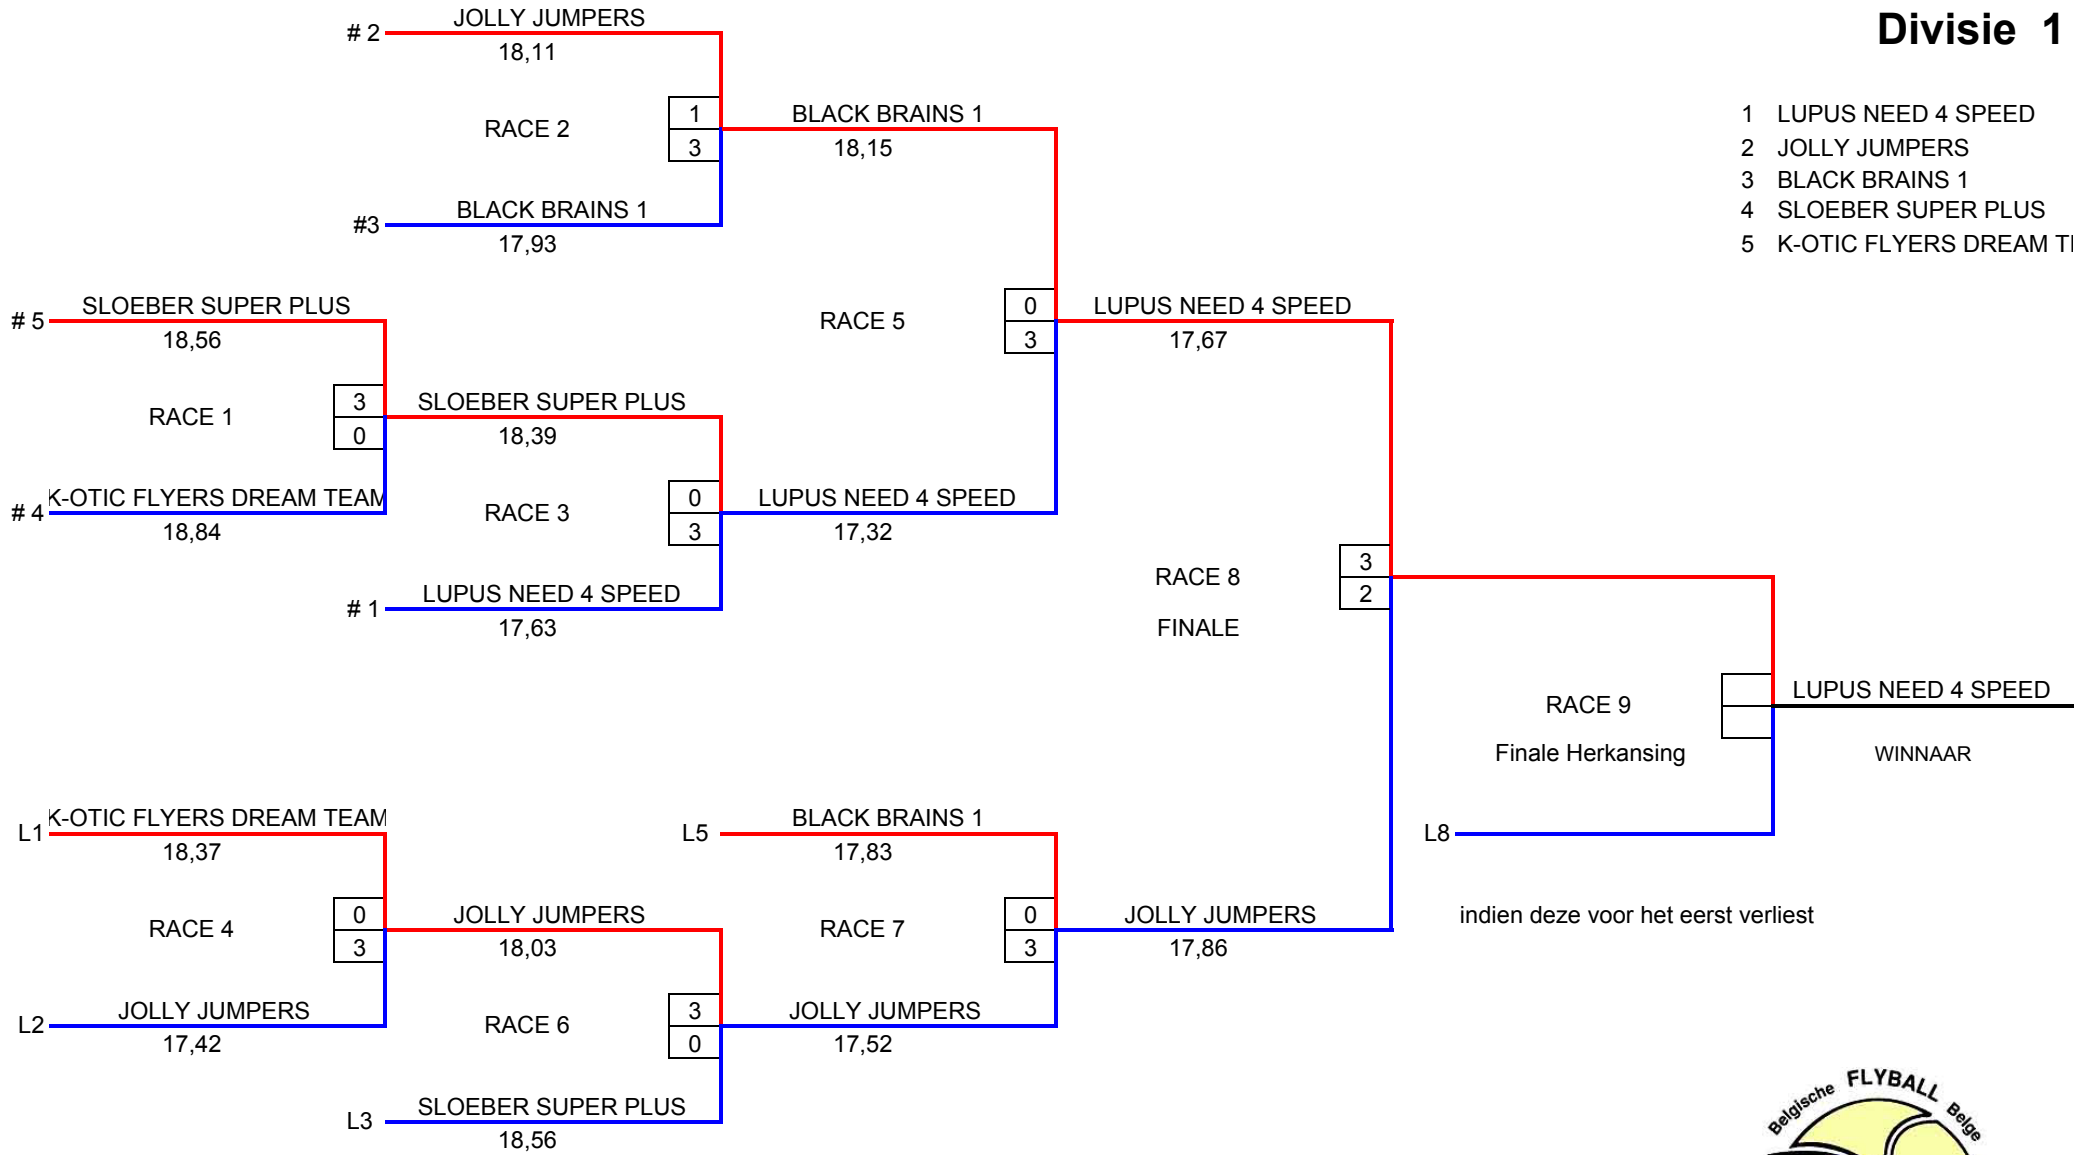 Divisie 1
1 LUPUS NEED 4 SPEED
2 JOLLY JUMPERS
3 BLACK BRAINS 1
4 SLOEBER SUPER PLUS
5 K-OTIC FLYERS DREAM
# 2
JOLLY JUMPERS
18,11
RACE 2
1
3
#3
BLACK BRAINS 1
17,93
BLACK BRAINS 1
18,15
# 5
SLOEBER SUPER PLUS
18,56
RACE 1
3
0
# 4
K-OTIC FLYERS DREAM TEAM
18,84
SLOEBER SUPER PLUS
18,39
RACE 3
0
3
# 1
LUPUS NEED 4 SPEED
17,63
RACE 5
0
3
LUPUS NEED 4 SPEED
17,32
LUPUS NEED 4 SPEED
17,67
RACE 8
FINALE
3
2
RACE 9
Finale Herkansing
LUPUS NEED 4 SPEED
WINNAAR
L8
indien deze voor het eerst verliest
L1
K-OTIC FLYERS DREAM TEAM
18,37
RACE 4
0
3
L2
JOLLY JUMPERS
17,42
JOLLY JUMPERS
18,03
RACE 6
3
0
L3
SLOEBER SUPER PLUS
18,56
L5
BLACK BRAINS 1
17,83
RACE 7
0
3
JOLLY JUMPERS
17,52
JOLLY JUMPERS
17,86
Belgische FLYBALL Belge